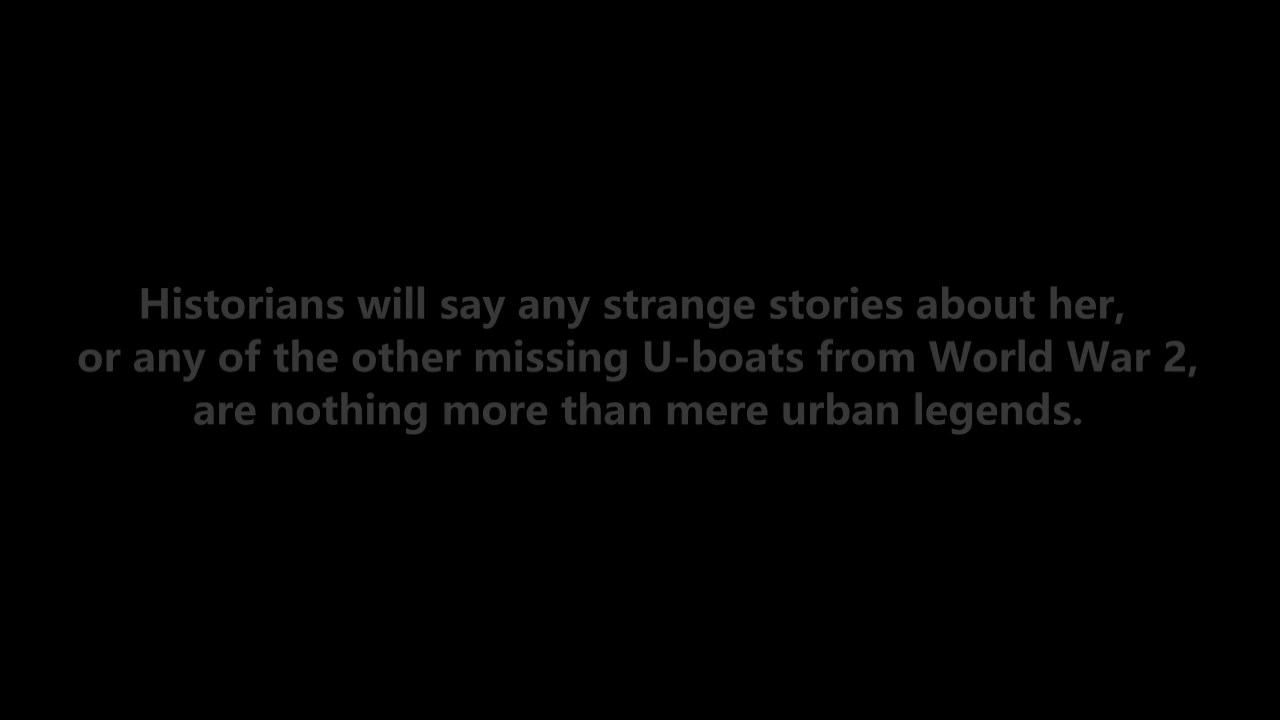 Historians will say any strange stories about her,
or any of the other missing U-boats from World War 2,
are nothing more than mere urban legends.